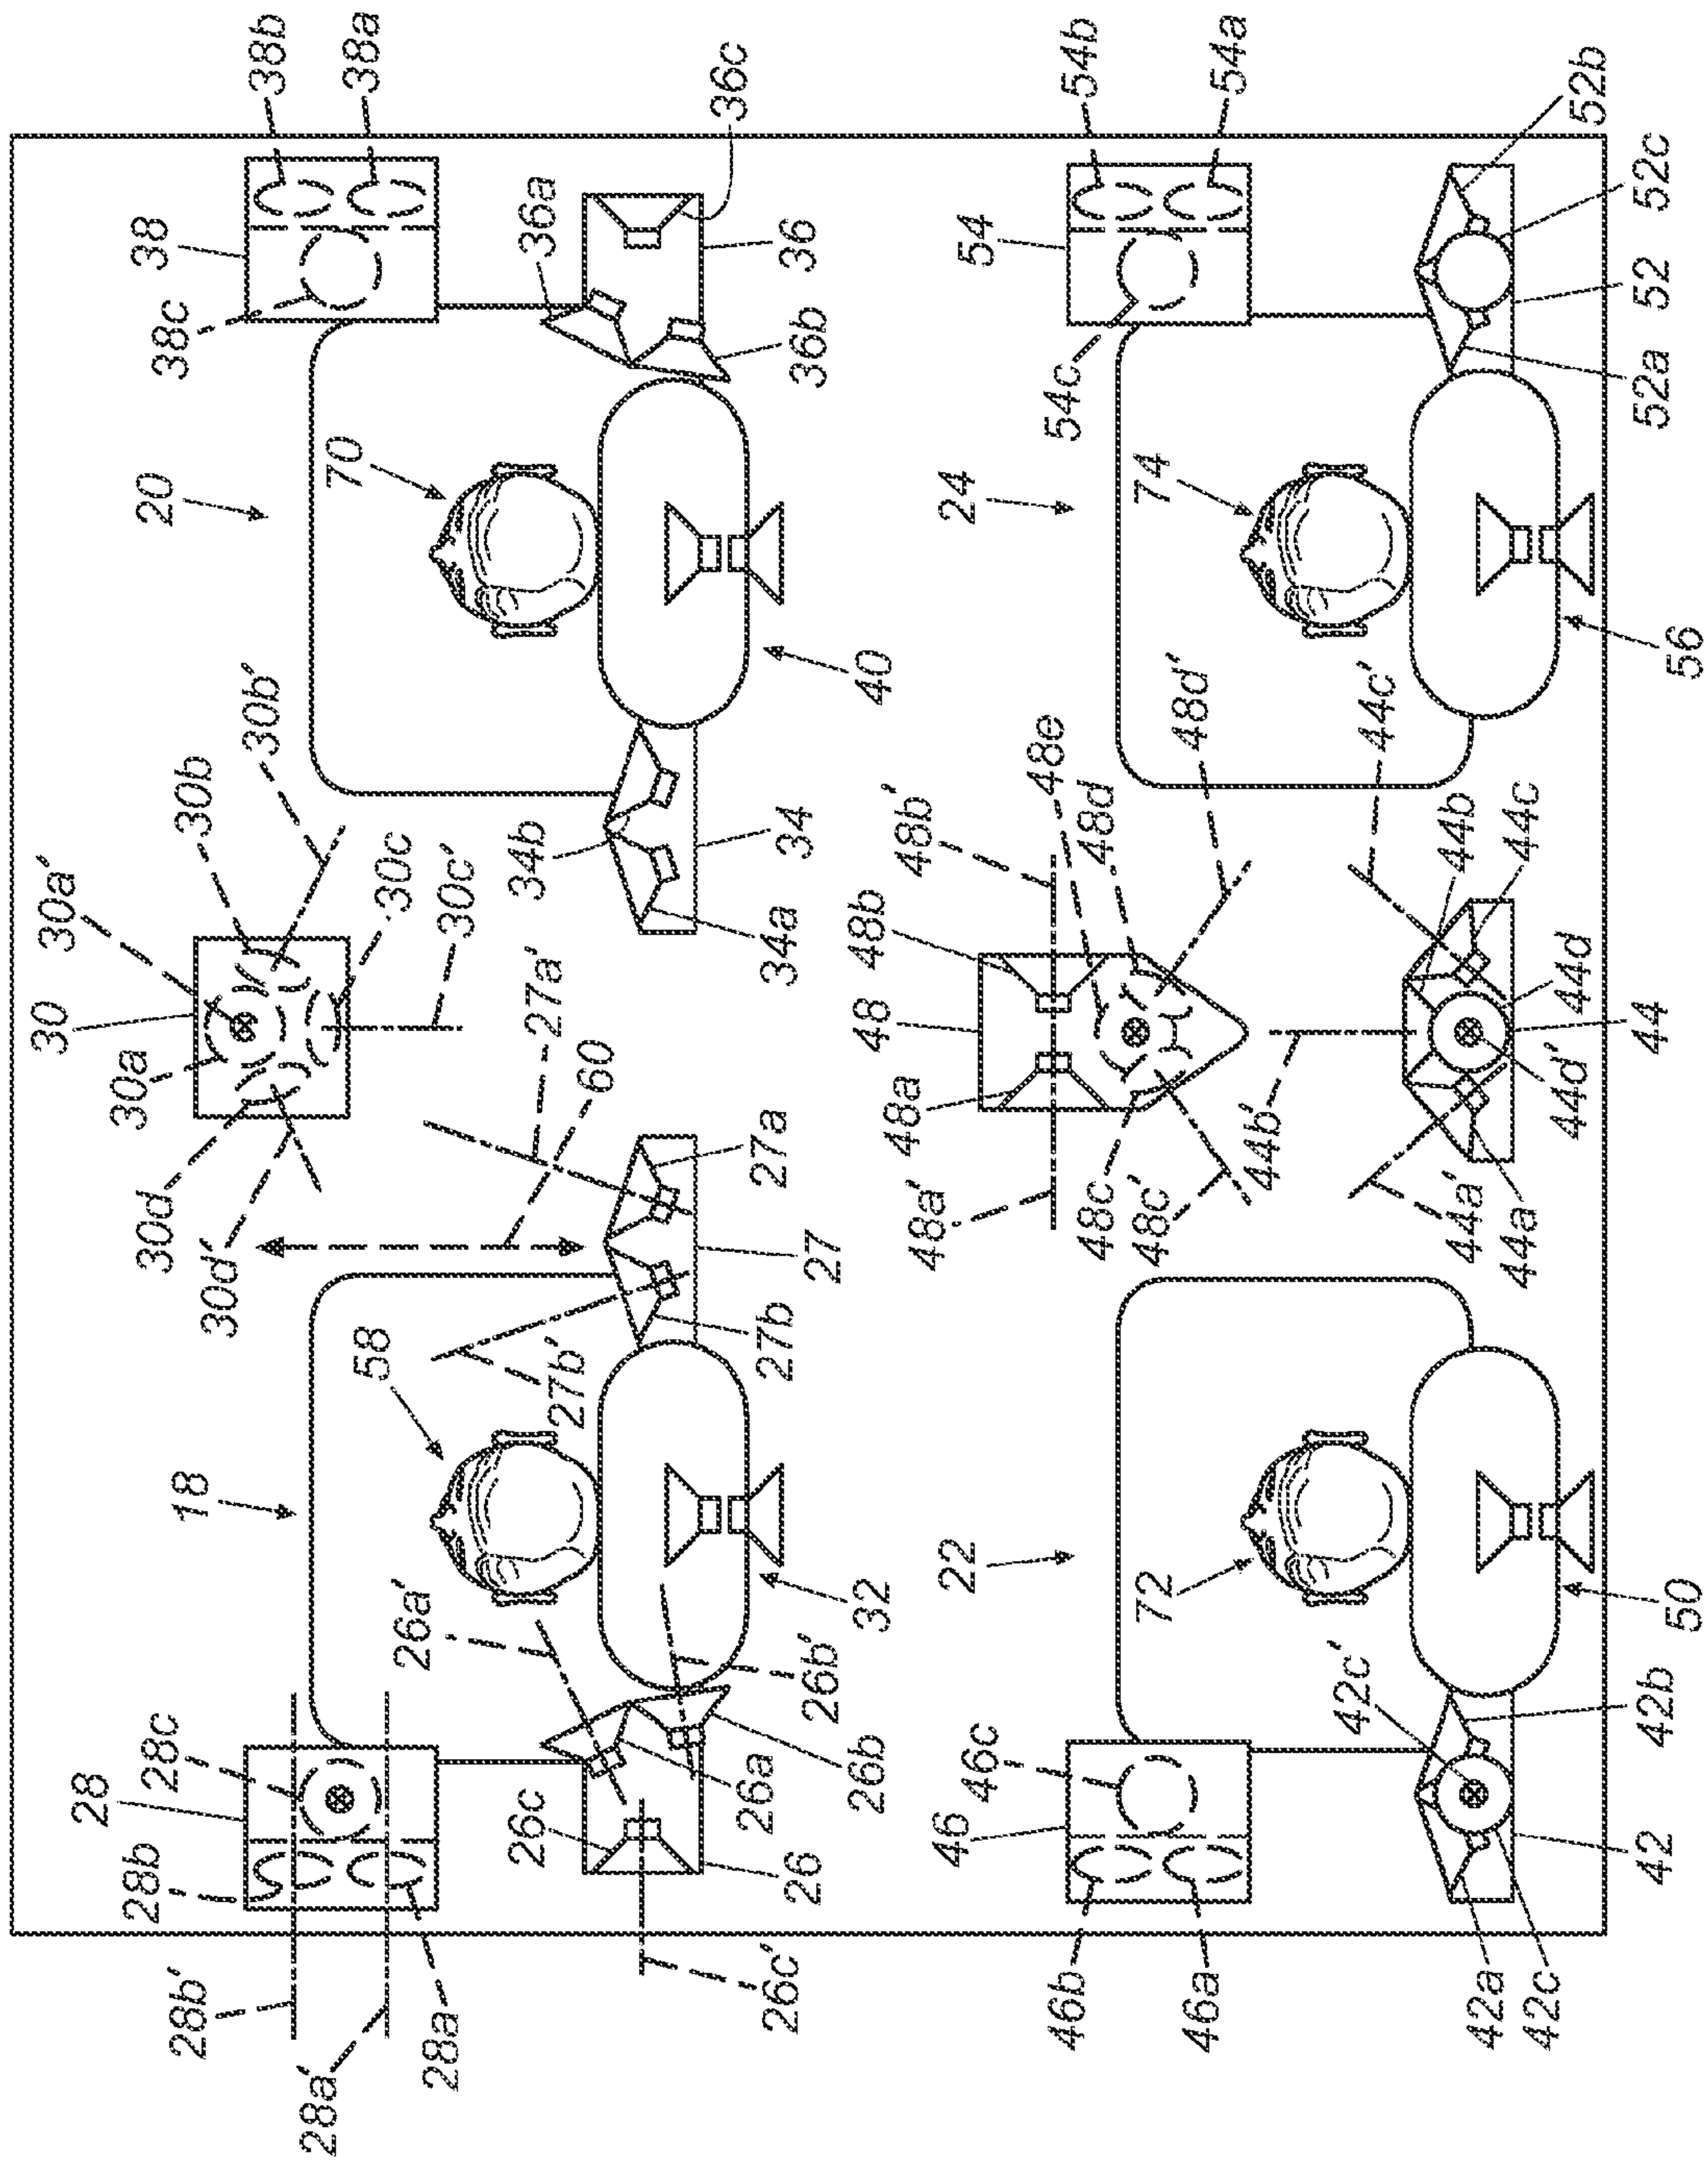 38b
38a
54b
54a
36c
52b
38
36a
36
54
52c
52
38c
36b
54c
52a
20
70
40
24
74
56
30b'
30b
30c
30c'
34b
34
34a
48b'
48e
48d
48d'
44c'
44b
44c
30a'
30
30a
30d
30d'
27a'
60
27a
27
27b
27b'
48b
48
48a
48a'
48c
48c'
44b'
44a'
44a
44d
44
44d'
18
58
32
22
72
50
28
28c
28b
26a'
26b'
26a
26b
26c
26
46
46c
42c'
42b
42
28b'
28a'
28a
26c'
46b
46a
42a
42c